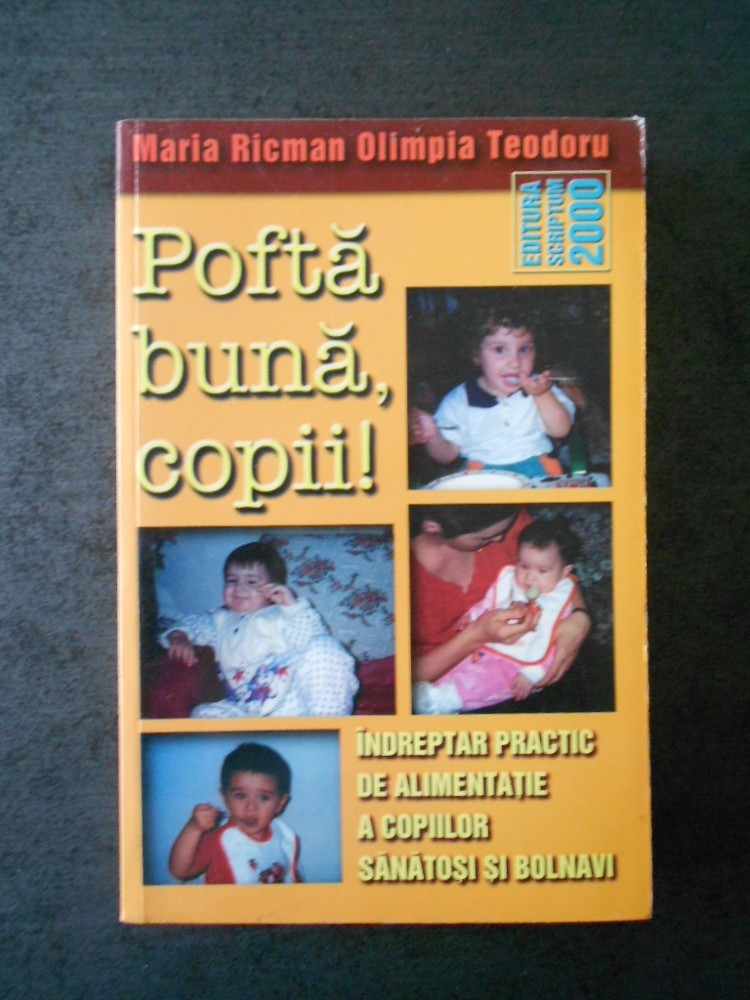 Maria Ricman Olimpia Teodoru
EDITURA
SCRIPTUM
2000
Poftă
bună,
copii!
ÎNDREPTAR PRACTIC
DE ALIMENTAȚIE
A COPIILOR
SĂNĂTOȘI ȘI BOLNAVI